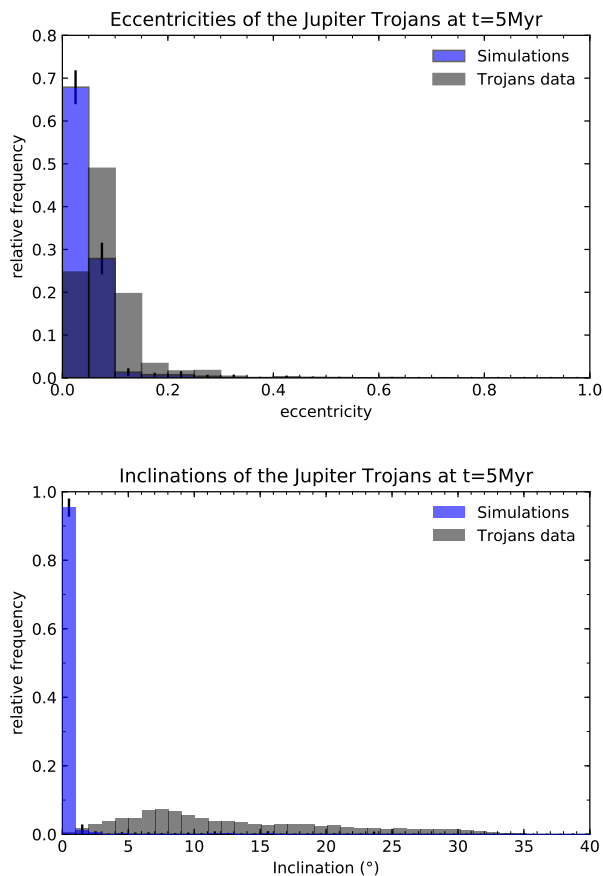 Eccentricities of the Jupiter Trojans at t=5Myr
0.8
0.7
0.6
0.5
0.4
0.3
0.2
0.1
0.0
relative frequency
Simulations
Trojans data
0.0 0.2 0.4 0.6 0.8 1.0
eccentricity
Inclinations of the Jupiter Trojans at t=5Myr
1.0
0.8
0.6
0.4
0.2
0.0
relative frequency
Simulations
Trojans data
0 5 10 15 20 25 30 35 40
Inclination (°)